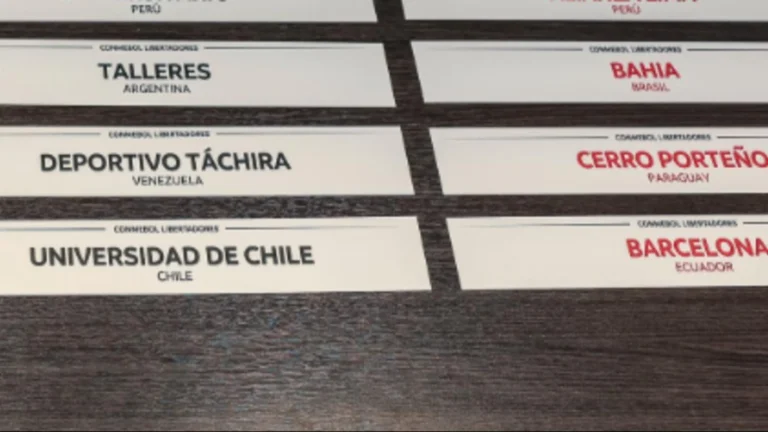 PERÚ
PERÚ
CONMEBOL LIBERTADORES
TALLERES
ARGENTINA
CONMEBOL LIBERTADORES
BAHIA
BRASIL
CONMEBOL LIBERTADORES
DEPORTIVO TÁCHIRA
VENEZUELA
CONMEBOL LIBERTADORES
CERRO PORTEÑO
PARAGUAY
CONMEBOL LIBERTADORES
UNIVERSIDAD DE CHILE
CHILE
CONMEBOL LIBERTADORES
BARCELONA
ECUADOR